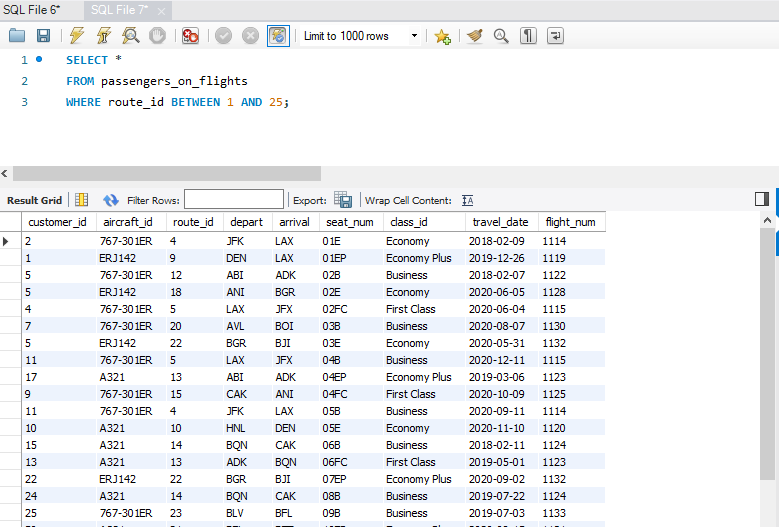 SQL File 6*
SQL File 7*
Limit to 1000 rows
1 SELECT *
2 FROM passengers_on_flights
3 WHERE route_id BETWEEN 1 AND 25;
Result Grid Filter Rows: Export: Wrap Cell Content:
customer_id aircraft_id route_id depart arrival seat_num class_id travel_date flight_num
2 767-301ER 4 JFK LAX 01E Economy 2018-02-09 1114
1 ERJ142 9 DEN LAX 01EP Economy Plus 2019-12-26 1119
5 767-301ER 12 ABI ADK 02B Business 2018-02-07 1122
5 ERJ142 18 ANI BGR 02E Economy 2020-06-05 1128
4 767-301ER 5 LAX JFX 02FC First Class 2020-06-04 1115
7 767-301ER 20 AVL BOI 03B Business 2020-08-07 1130
5 ERJ142 22 BGR BJI 03E Economy 2020-05-31 1132
11 767-301ER 5 LAX JFX 04B Business 2020-12-11 1115
17 A321 13 ABI ADK 04EP Economy Plus 2019-03-06 1123
9 767-301ER 15 CAK ANI 04FC First Class 2020-10-09 1125
11 767-301ER 4 JFK LAX 05B Business 2020-09-11 1114
10 A321 10 HNL DEN 05E Economy 2020-11-10 1120
15 A321 14 BQN CAK 06B Business 2018-02-11 1124
13 A321 13 ADK BQN 06FC First Class 2019-05-01 1123
22 ERJ142 22 BGR BJI 07EP Economy Plus 2020-09-02 1132
24 A321 14 BQN CAK 08B Business 2019-07-22 1124
25 767-301ER 23 BLV BFL 09B Business 2019-07-03 1133